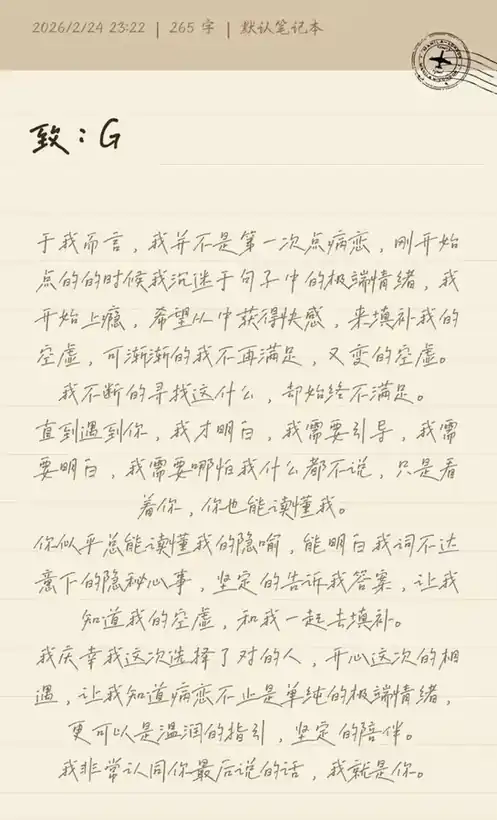 2026/2/24 23:22 | 265 字 | 默认笔记本
致：G
于我而言，我并不是第一次点病恋，刚开始
点的的时候我沉迷于句子中的极端情绪，我
开始上瘾，希望从中获得快感，来填补我的
空虚，可渐渐的我不再满足，又变的空虚。
我不断的寻找这什么，却始终不满足。
直到遇到你，我才明白，我需要引导，我需
要明白，我需要哪怕我什么都不说，只是看
着你，你也能读懂我。
你似乎总能读懂我的隐喻，能明白我词不达
意下的隐秘心事，坚定的告诉我答案，让我
知道我的空虚，和我一起去填补。
我庆幸我这次选择了对的人，开心这次的相
遇，让我知道病恋不止是单纯的极端情绪，
更可以是温润的指引，坚定的陪伴。
我非常认同你最后说的话，我就是你。